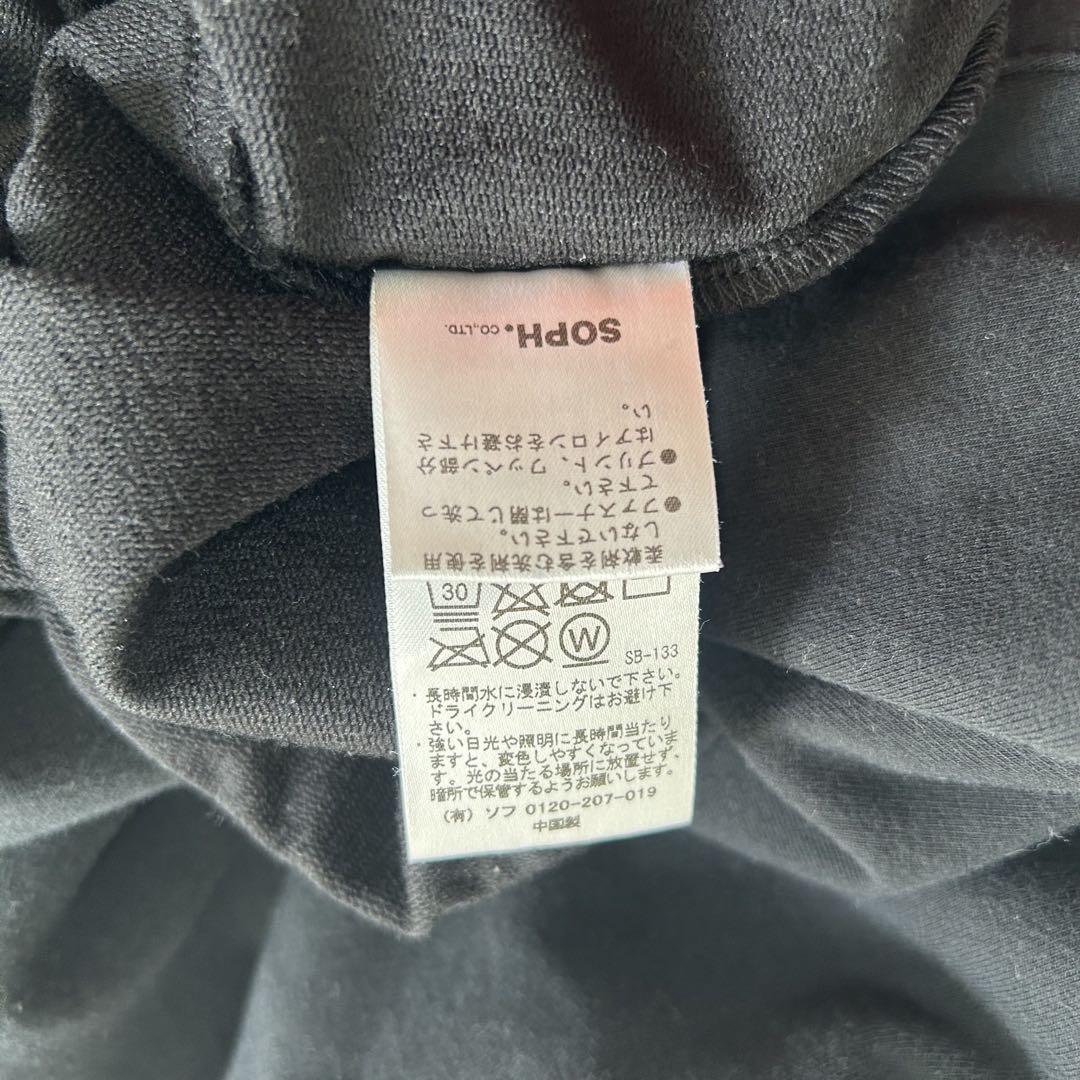 SOPH. CO.,LTD.
柔軟剤を含む洗剤を使用
しないで下さい。
●ファスナーは閉じて洗っ
て下さい。
●プリント、ワッペン部分
はアイロンをお避け下さ
い。
30
W
SB-133
・長時間水に浸漬しないで下さい。
ドライクリーニングはお避け下
さい。
・強い日光や照明に長時間当たり
ますと、変色しやすくなっていま
す。光の当たる場所に放置せず、
暗所で保管するようお願いします。
(有) ソフ 0120-207-019
中国製